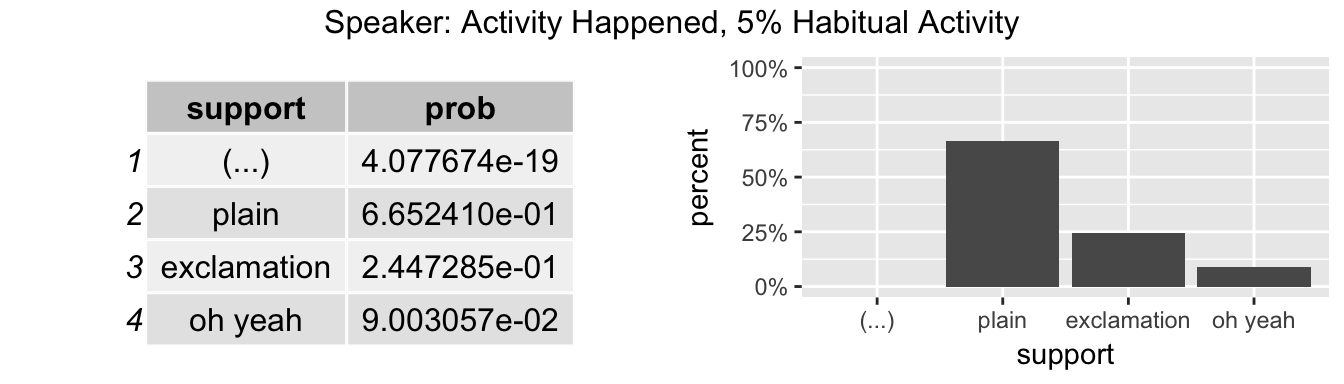 Speaker: Activity Happened, 5% Habitual Activity
support prob
1 (...) 4.077674e-19
2 plain 6.652410e-01
3 exclamation 2.447285e-01
4 oh yeah 9.003057e-02
percent
100%
75%
50%
25%
0%
(...) plain exclamation oh yeah
support